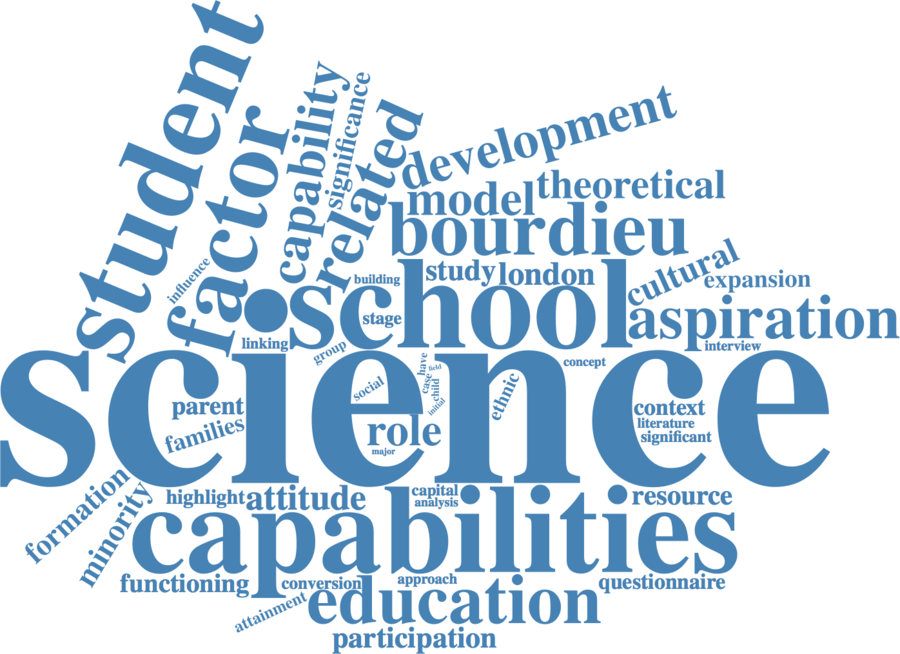 student
factor
capability
significance
related
development
model
theoretical
bourdieu
influence
building
study
london
cultural
expansion
school
stage
aspiration
linking
group
interview
science
have
field
case
child
initial
social
concept
ethnic
parent
families
role
major
context
literature
significant
formation
minority
highlight
attitude
capital
analysis
resource
capabilities
functioning
conversion
approach
questionnaire
attainment
education
participation